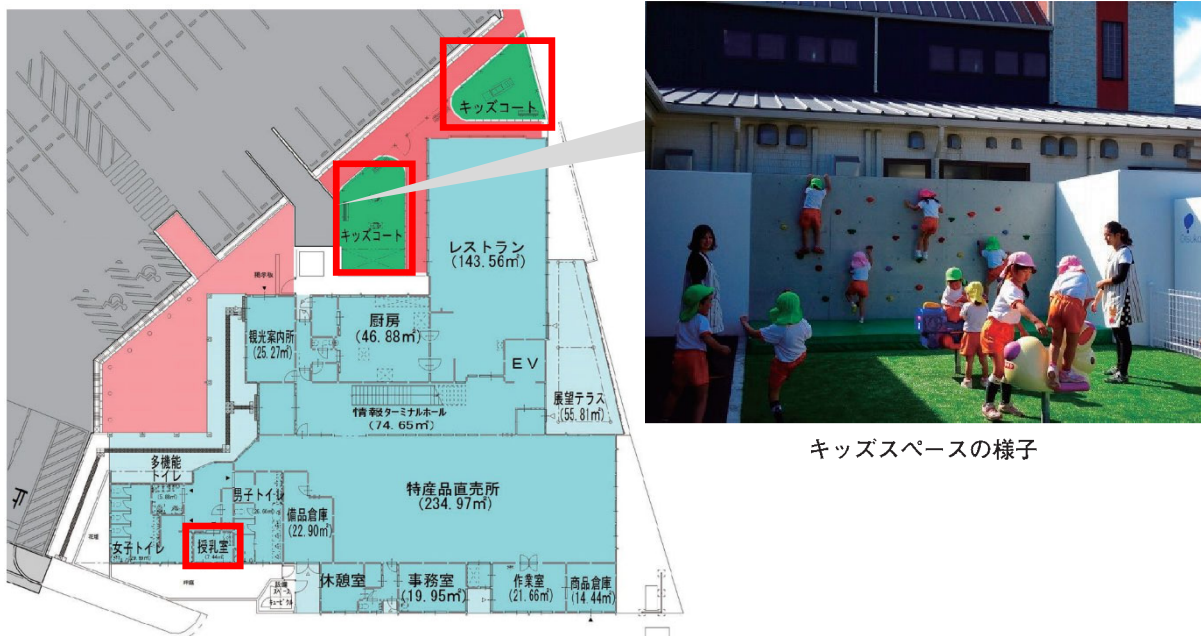 キッズコート
キッズコート
レストラン
(143.56㎡)
掲示板
観光案内所
(25.27㎡)
厨房
(46.88㎡)
EV
展望テラス
(55.81㎡)
情報ターミナルホール
(74.65㎡)
多機能
トイレ
男子トイレ
備品倉庫
(22.90㎡)
特産品直売所
(234.97㎡)
女子トイレ
授乳室
休憩室
事務室
(19.95㎡)
作業室
(21.66㎡)
商品倉庫
(14.44㎡)
キッズスペースの様子